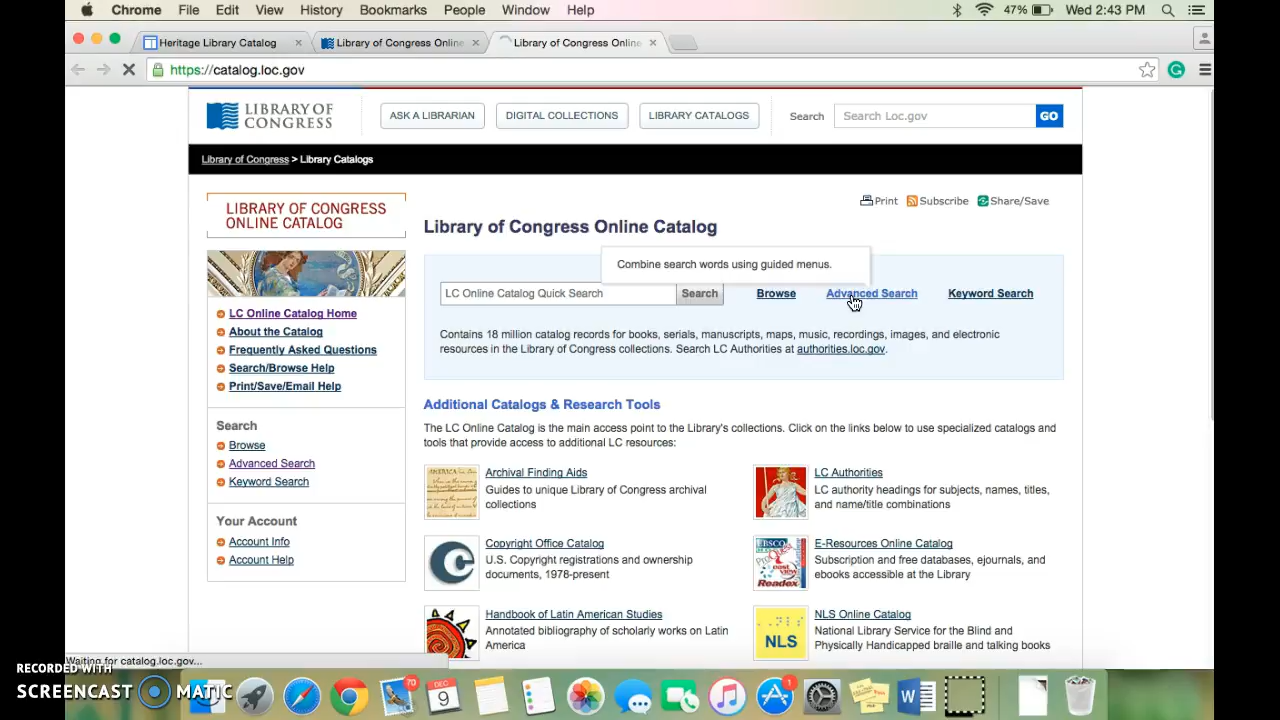 Chrome File Edit View History Bookmarks People Window Help 47% Wed 2:43 PM
Heritage Library Catalog × Library of Congress Online × Library of Congress Online ×
https://catalog.loc.gov
LIBRARY OF
CONGRESS
ASK A LIBRARIAN DIGITAL COLLECTIONS LIBRARY CATALOGS Search Search Loc.gov GO
Library of Congress > Library Catalogs
Print Subscribe Share/Save
LIBRARY OF CONGRESS
ONLINE CATALOG
LC Online Catalog Home
About the Catalog
Frequently Asked Questions
Search/Browse Help
Print/Save/Email Help
Search
Browse
Advanced Search
Keyword Search
Your Account
Account Info
Account Help
Library of Congress Online Catalog
Combine search words using guided menus.
LC Online Catalog Quick Search Search Browse Advanced Search Keyword Search
Contains 18 million catalog records for books, serials, manuscripts, maps, music, recordings, images, and electronic
resources in the Library of Congress collections. Search LC Authorities at authorities.loc.gov.
Additional Catalogs & Research Tools
The LC Online Catalog is the main access point to the Library's collections. Click on the links below to use specialized catalogs and
tools that provide access to additional LC resources:
Archival Finding Aids
Guides to unique Library of Congress archival
collections
LC Authorities
LC authority headings for subjects, names, titles,
and name/title combinations
Copyright Office Catalog
U.S. Copyright registrations and ownership
documents, 1978-present
EBSCO
Readex
E-Resources Online Catalog
Subscription and free databases, ejournals, and
ebooks accessible at the Library
Handbook of Latin American Studies
Annotated bibliography of scholarly works on Latin
America
NLS
NLS Online Catalog
National Library Service for the Blind and
Physically Handicapped braille and talking books
Waiting for catalog.loc.gov...
RECORDED WITH
SCREENCAST MATIC
70
DEC
9
1
W